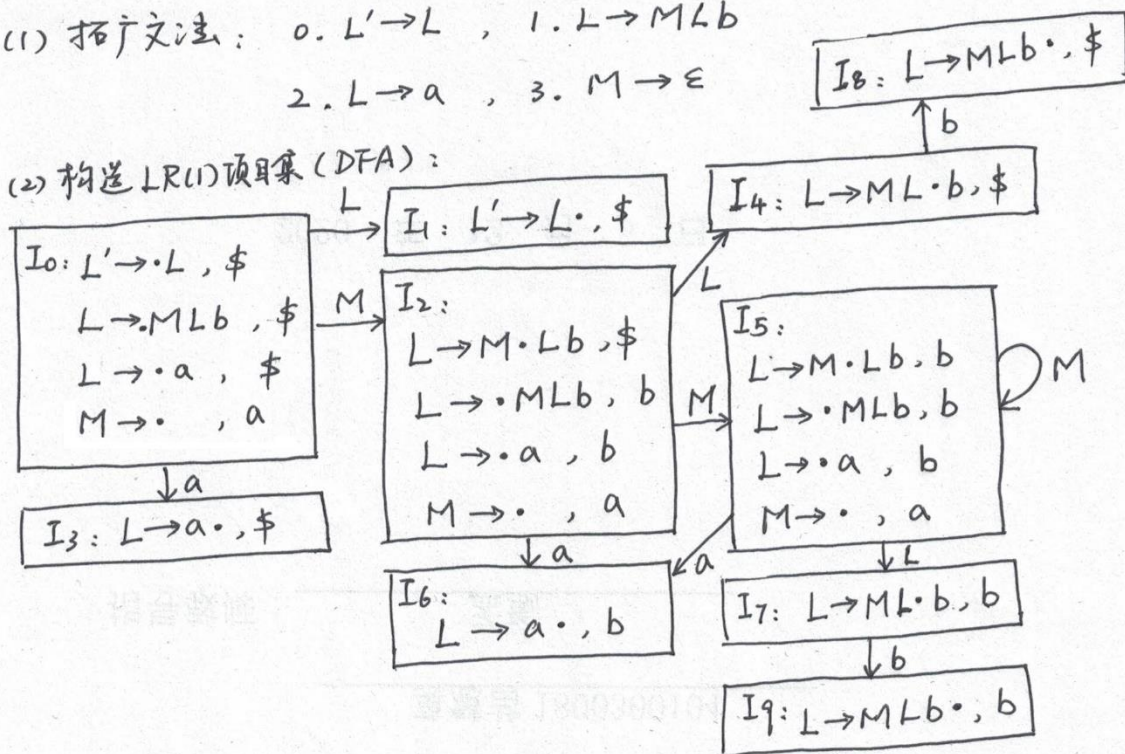 (1) 拓广文法： 0. L'→L ， 1. L→MLb
2. L→a ， 3. M→ε
(2) 构造LR(1)项目集(DFA)：
I0: L'→·L , $
L→·MLb , $
L→·a , $
M→· , a
L
I1: L'→L· , $
M
a
I3: L→a· , $
I2:
L→M·Lb , $
L→·MLb , b
L→·a , b
M→· , a
L
I4: L→ML·b , $
b
I8: L→MLb· , $
M
a
I6:
L→a· , b
I5:
L→M·Lb , b
L→·MLb , b
L→·a , b
M→· , a
M
a
L
I7: L→ML·b , b
b
I9: L→MLb· , b